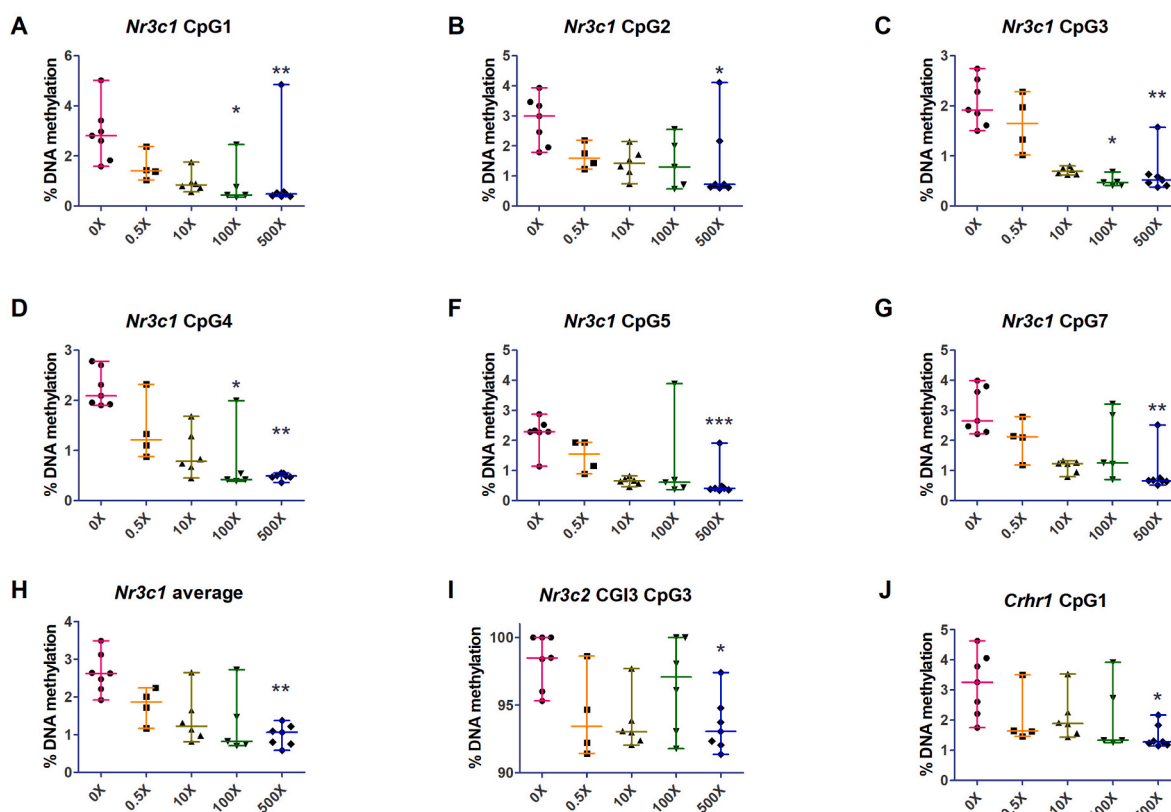 A
Nr3c1 CpG1
% DNA methylation
6
4
2
0
**
*
0X
0.5X
10X
100X
500X
B
Nr3c1 CpG2
% DNA methylation
5
4
3
2
1
0
*
0X
0.5X
10X
100X
500X
C
Nr3c1 CpG3
% DNA methylation
3
2
1
0
**
*
0X
0.5X
10X
100X
500X
D
Nr3c1 CpG4
% DNA methylation
3
2
1
0
*
**
0X
0.5X
10X
100X
500X
F
Nr3c1 CpG5
% DNA methylation
5
4
3
2
1
0
***
0X
0.5X
10X
100X
500X
G
Nr3c1 CpG7
% DNA methylation
5
4
3
2
1
0
**
0X
0.5X
10X
100X
500X
H
Nr3c1 average
% DNA methylation
4
3
2
1
0
**
0X
0.5X
10X
100X
500X
I
Nr3c2 CGI3 CpG3
% DNA methylation
100
95
90
*
0X
0.5X
10X
100X
500X
J
Crhr1 CpG1
% DNA methylation
5
4
3
2
1
0
*
0X
0.5X
10X